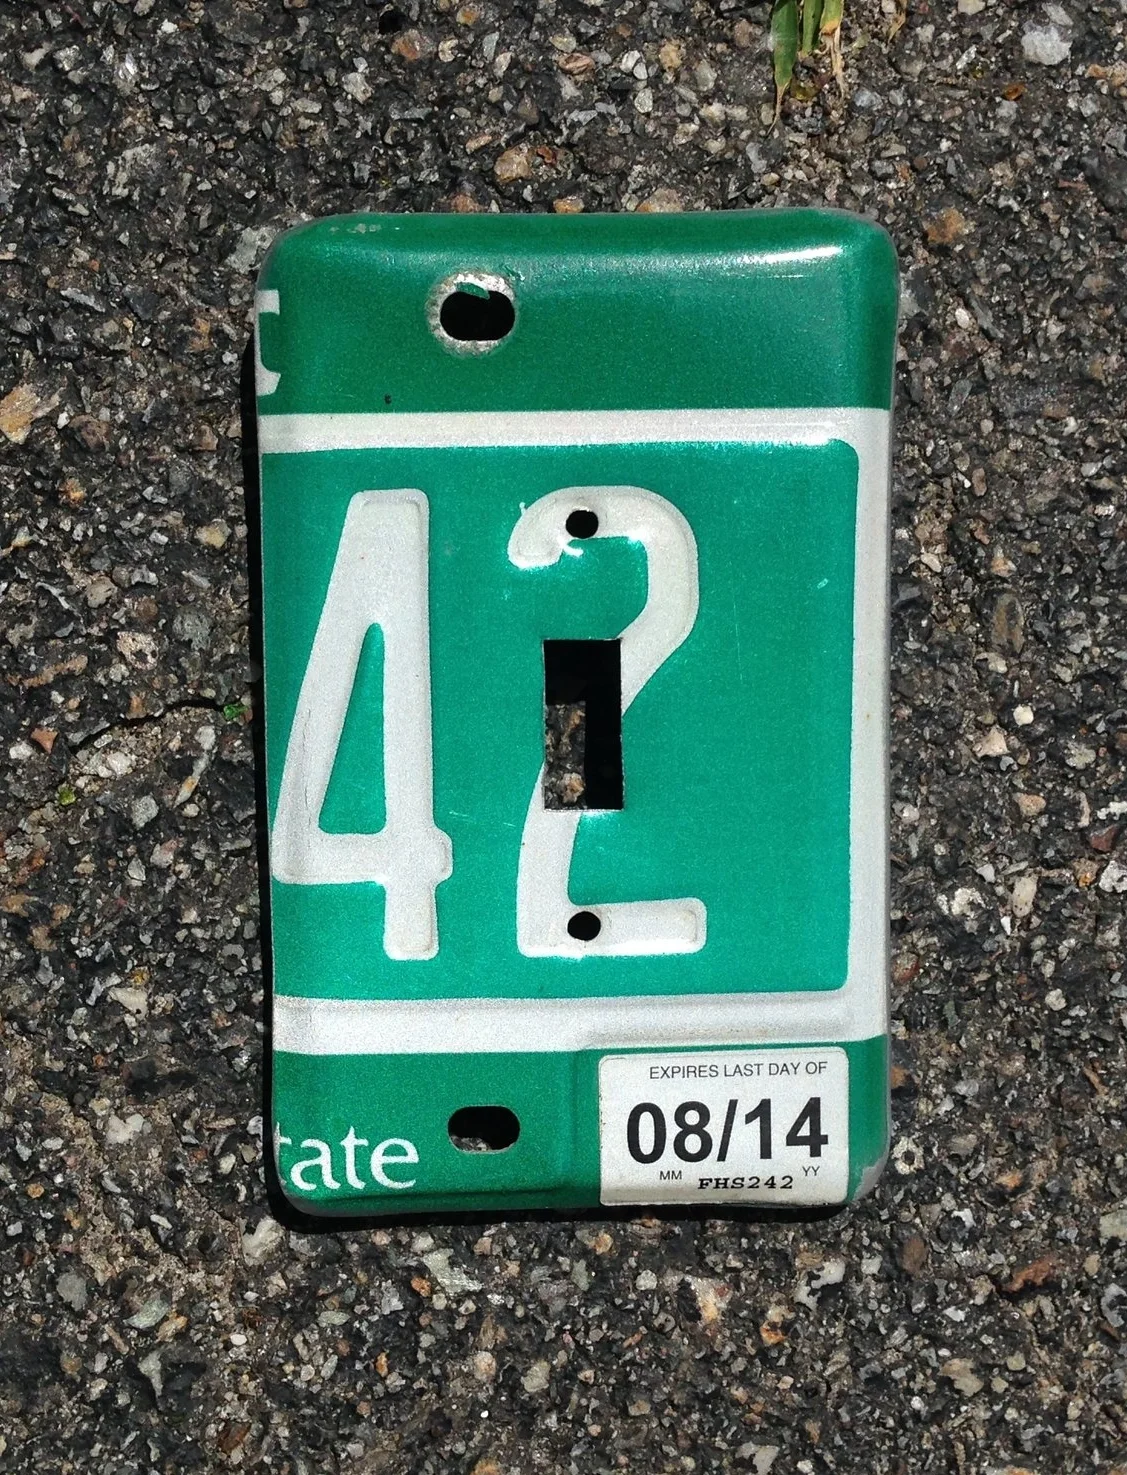 t
42
tate
EXPIRES LAST DAY OF
08/14
MM FHS242 YY